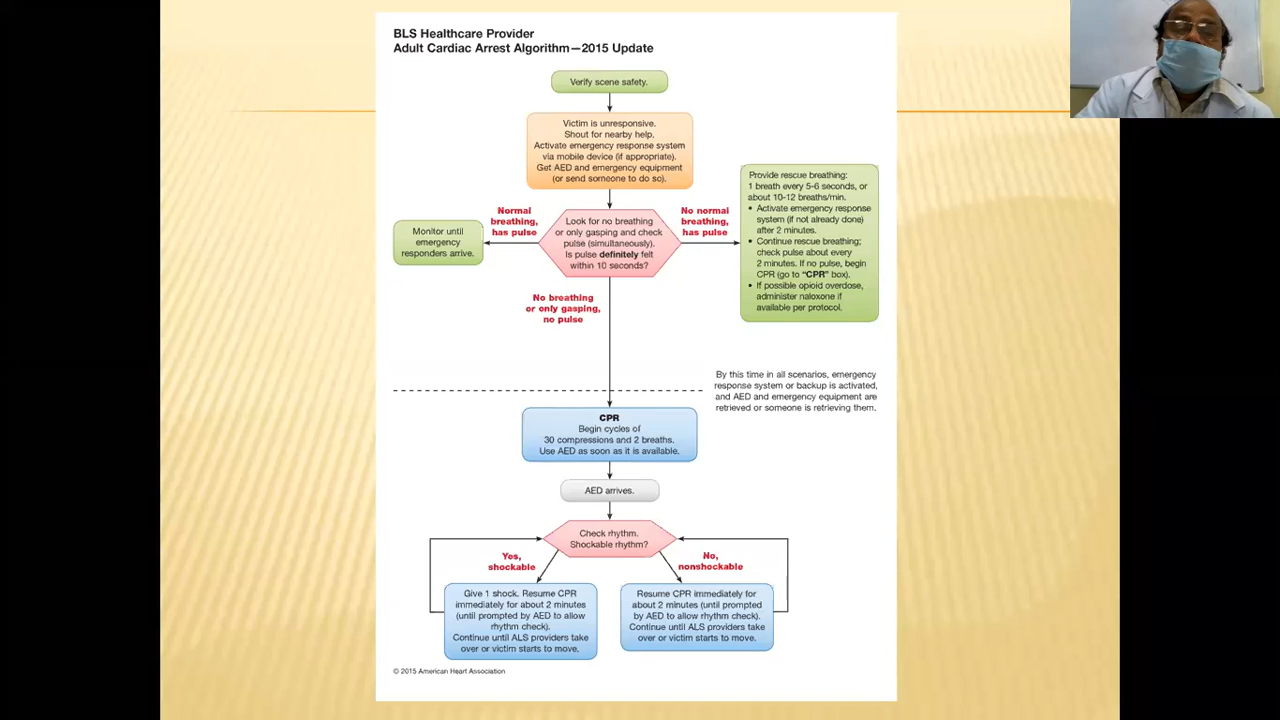 BLS Healthcare Provider
Adult Cardiac Arrest Algorithm—2015 Update
Verify scene safety.
Victim is unresponsive.
Shout for nearby help.
Activate emergency response system
via mobile device (if appropriate).
Get AED and emergency equipment
(or send someone to do so).
Normal
breathing,
has pulse
Monitor until
emergency
responders arrive.
Look for no breathing
or only gasping and check
pulse (simultaneously).
Is pulse definitely felt
within 10 seconds?
No normal
breathing,
has pulse
Provide rescue breathing:
1 breath every 5-6 seconds, or
about 10-12 breaths/min.
• Activate emergency response
system (if not already done)
after 2 minutes.
• Continue rescue breathing;
check pulse about every
2 minutes. If no pulse, begin
CPR (go to “CPR” box).
• If possible opioid overdose,
administer naloxone if
available per protocol.
No breathing
or only gasping,
no pulse
By this time in all scenarios, emergency
response system or backup is activated,
and AED and emergency equipment are
retrieved or someone is retrieving them.
CPR
Begin cycles of
30 compressions and 2 breaths.
Use AED as soon as it is available.
AED arrives.
Check rhythm.
Shockable rhythm?
Yes,
shockable
No,
nonshockable
Give 1 shock. Resume CPR
immediately for about 2 minutes
(until prompted by AED to allow
rhythm check).
Continue until ALS providers take
over or victim starts to move.
Resume CPR immediately for
about 2 minutes (until prompted
by AED to allow rhythm check).
Continue until ALS providers take
over or victim starts to move.
© 2015 American Heart Association